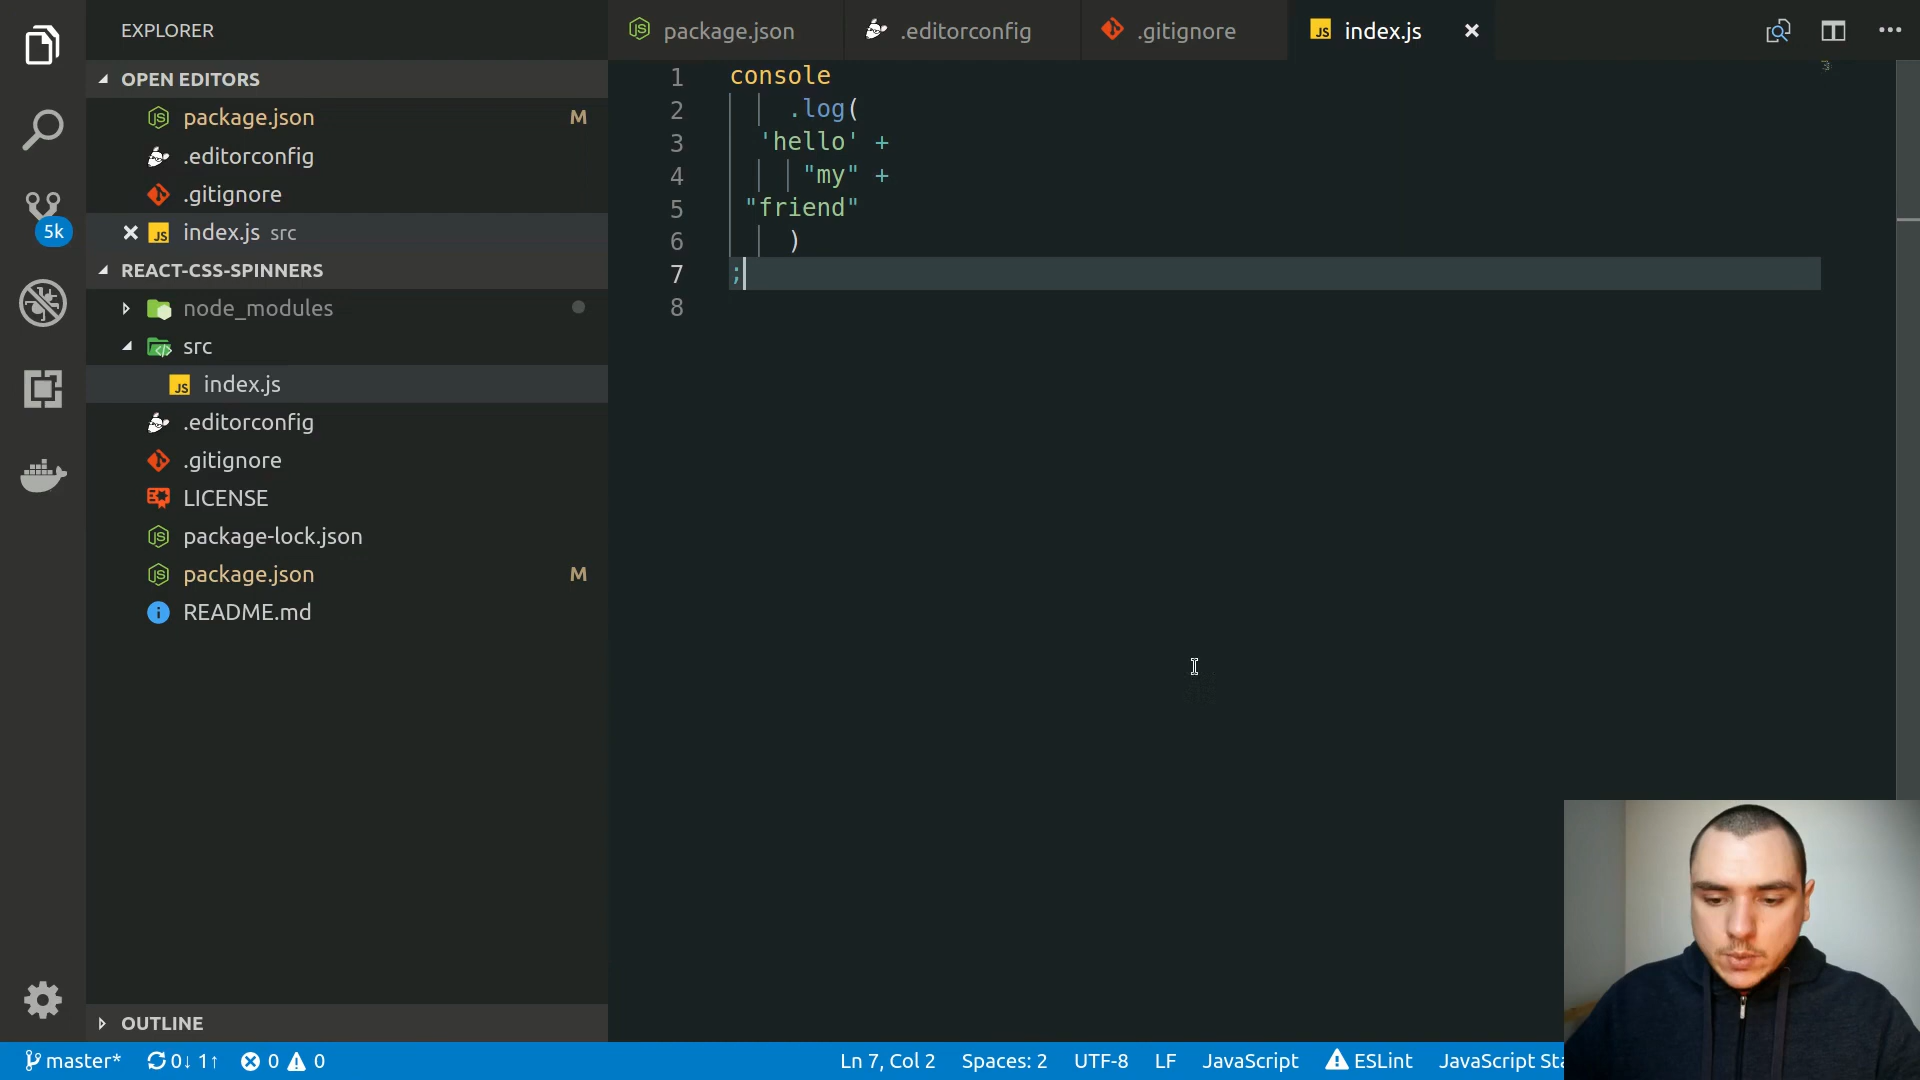 EXPLORER
OPEN EDITORS
package.json M
.editorconfig
.gitignore
index.js src
REACT-CSS-SPINNERS
node_modules
src
index.js
.editorconfig
.gitignore
LICENSE
package-lock.json
package.json M
README.md
OUTLINE
5k
package.json .editorconfig .gitignore index.js
1 console
2 .log(
3 'hello' +
4 "my" +
5 "friend"
6 )
7 ;
8
master* 0↓ 1↑ 0 0 Ln 7, Col 2 Spaces: 2 UTF-8 LF JavaScript ESLint JavaScript Sta